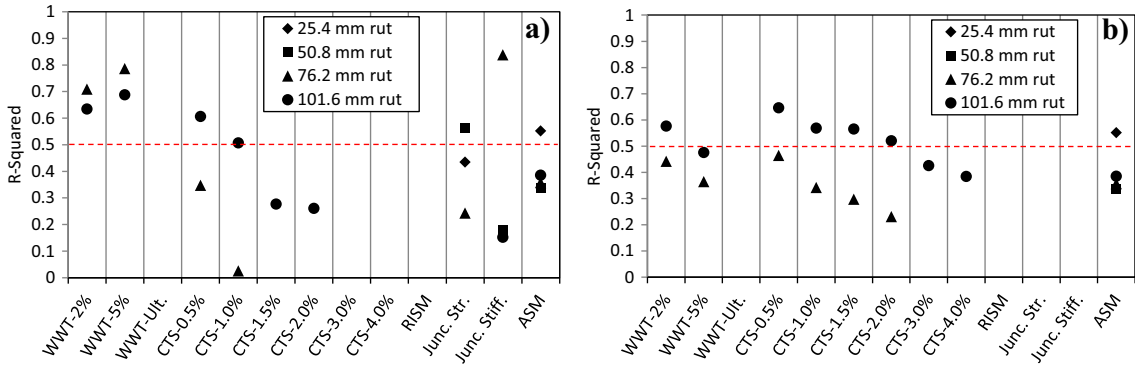 a)
R-Squared
1
0.9
0.8
0.7
0.6
0.5
0.4
0.3
0.2
0.1
0
25.4 mm rut
50.8 mm rut
76.2 mm rut
101.6 mm rut
WWT-2%
WWT-5%
WWT-Ult.
CTS-0.5%
CTS-1.0%
CTS-1.5%
CTS-2.0%
CTS-3.0%
CTS-4.0%
RISM
Junc. Str.
Junc. Stiff.
ASM
b)
R-Squared
1
0.9
0.8
0.7
0.6
0.5
0.4
0.3
0.2
0.1
0
25.4 mm rut
50.8 mm rut
76.2 mm rut
101.6 mm rut
WWT-2%
WWT-5%
WWT-Ult.
CTS-0.5%
CTS-1.0%
CTS-1.5%
CTS-2.0%
CTS-3.0%
CTS-4.0%
RISM
Junc. Str.
Junc. Stiff.
ASM